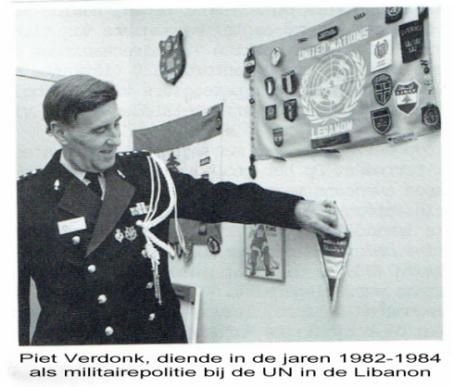 UNITED NATIONS
LEBANON
HOLLAND
Piet Verdonk, diende in de jaren 1982-1984
als militairepolitie bij de UN in de Libanon